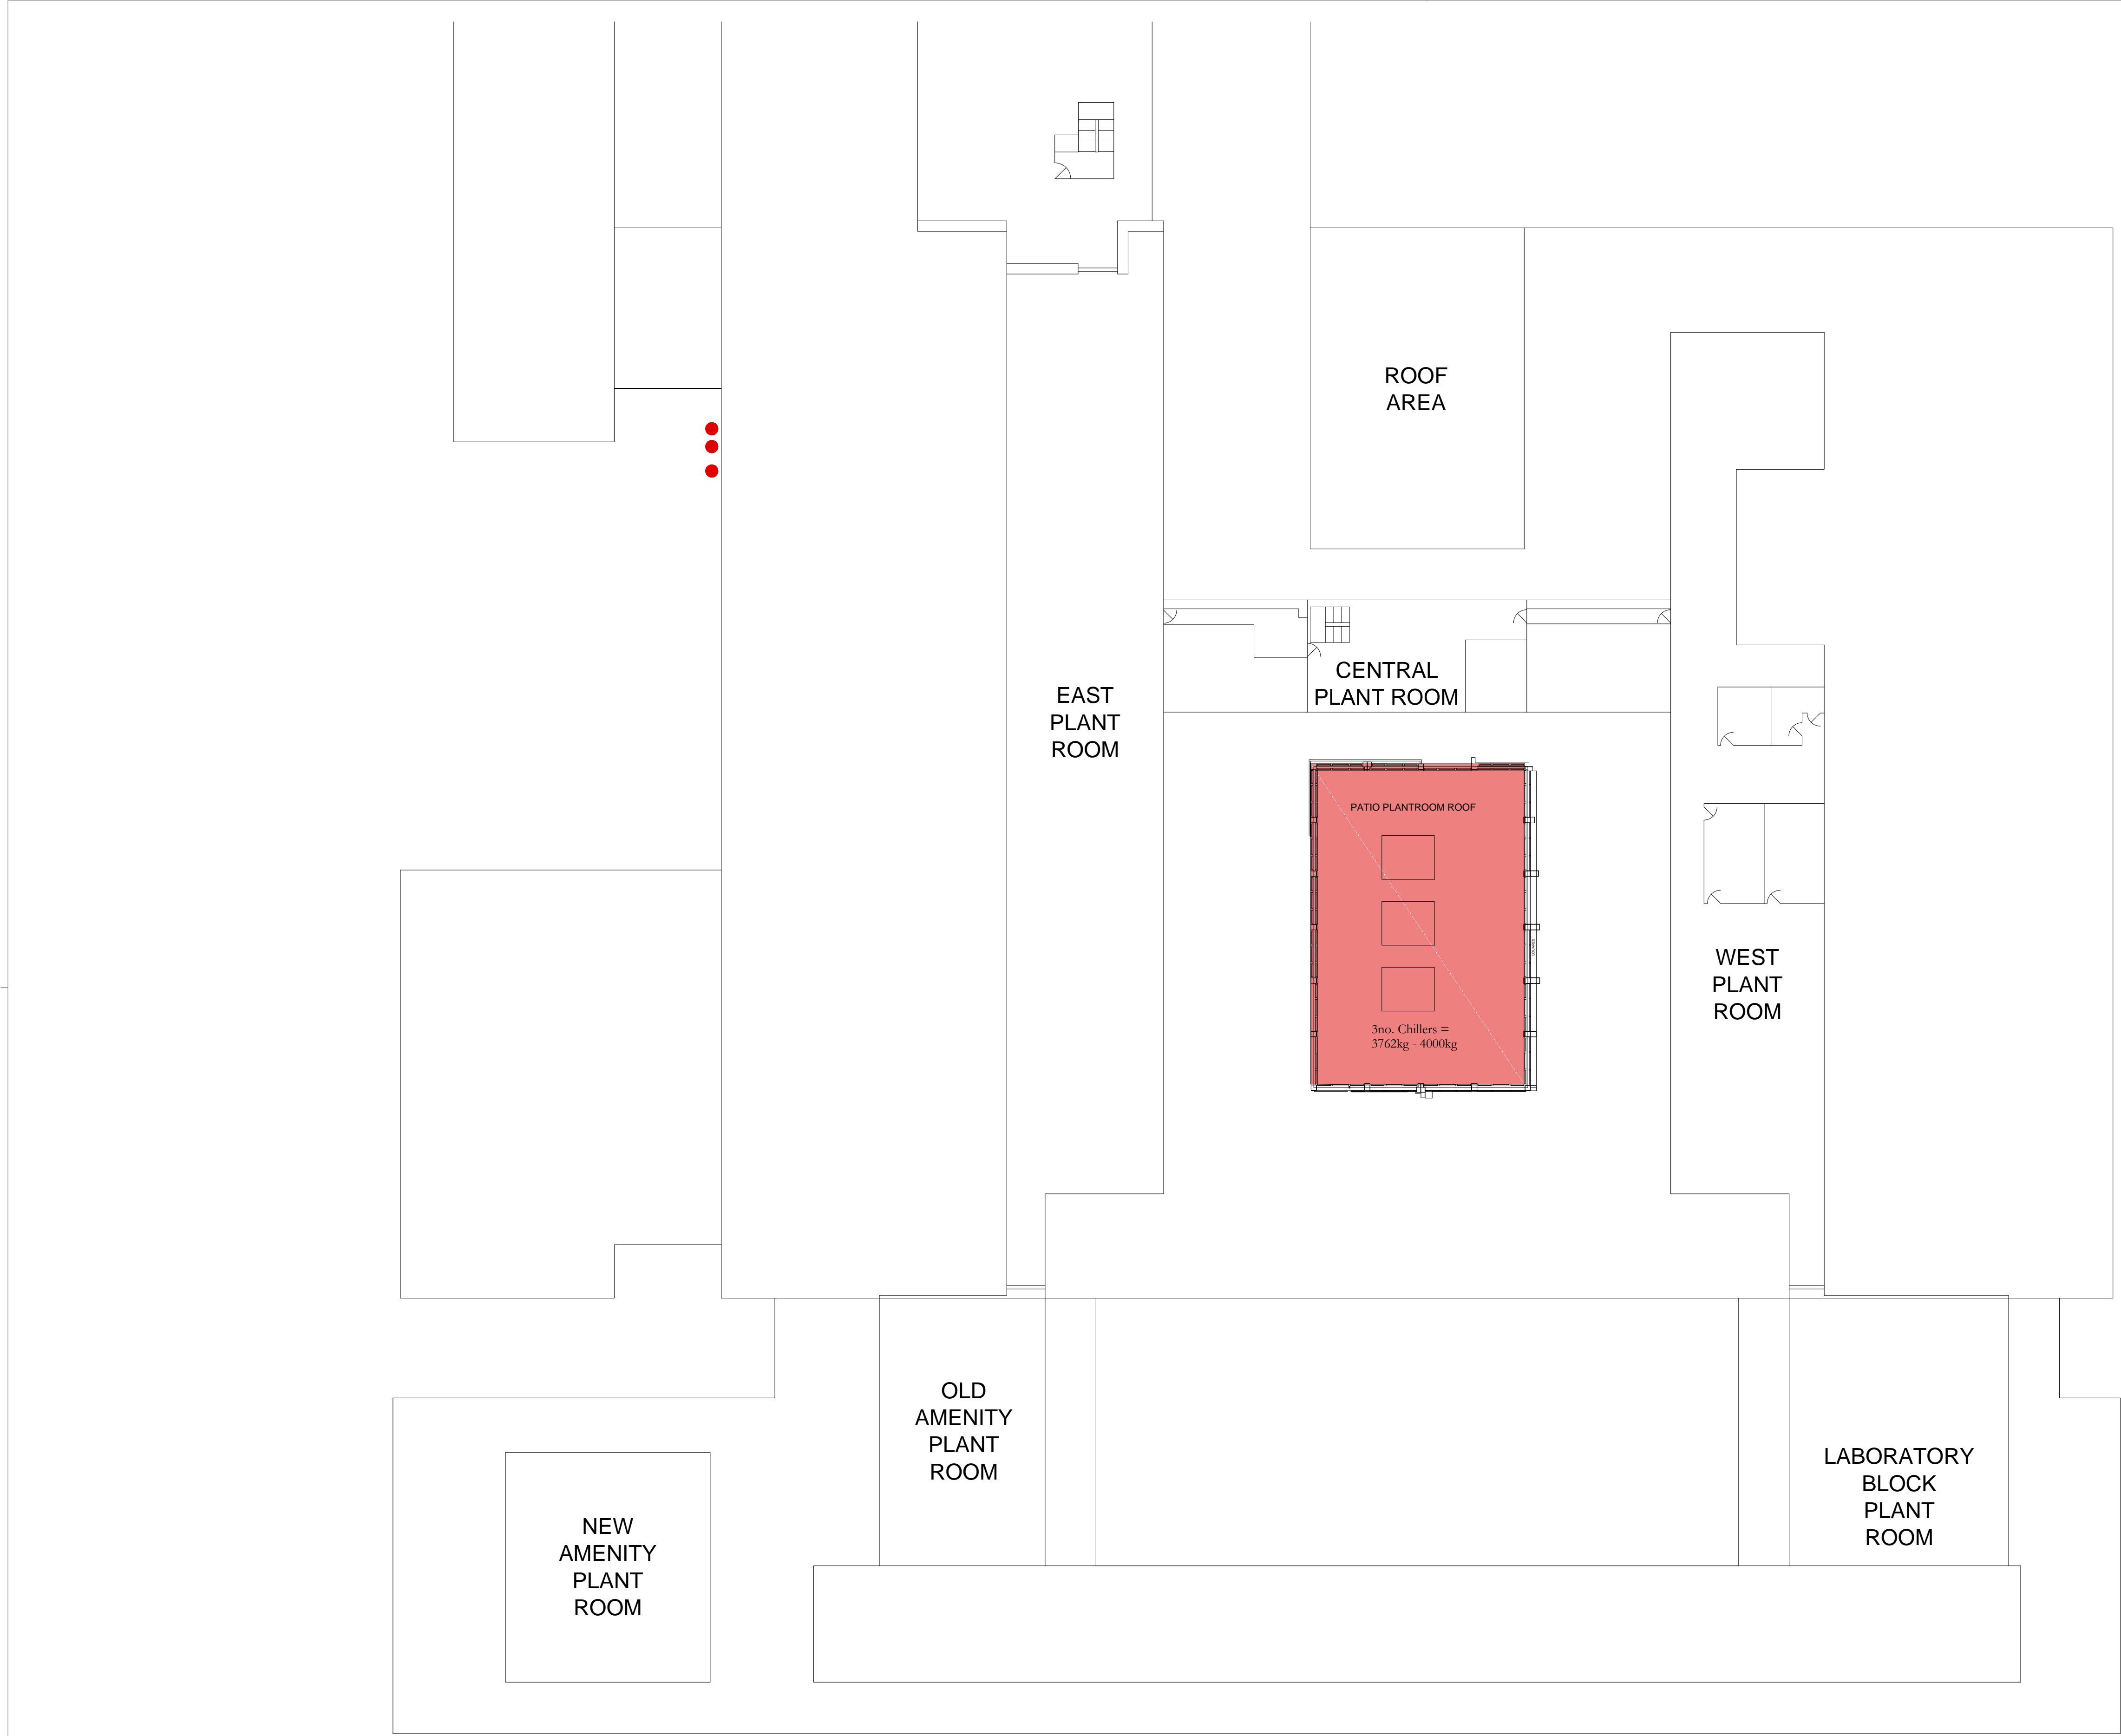 ROOF
AREA
CENTRAL
PLANT ROOM
EAST
PLANT
ROOM
PATIO PLANTROOM ROOF
3no. Chillers =
3762kg - 4000kg
WEST
PLANT
ROOM
OLD
AMENITY
PLANT
ROOM
LABORATORY
BLOCK
PLANT
ROOM
NEW
AMENITY
PLANT
ROOM